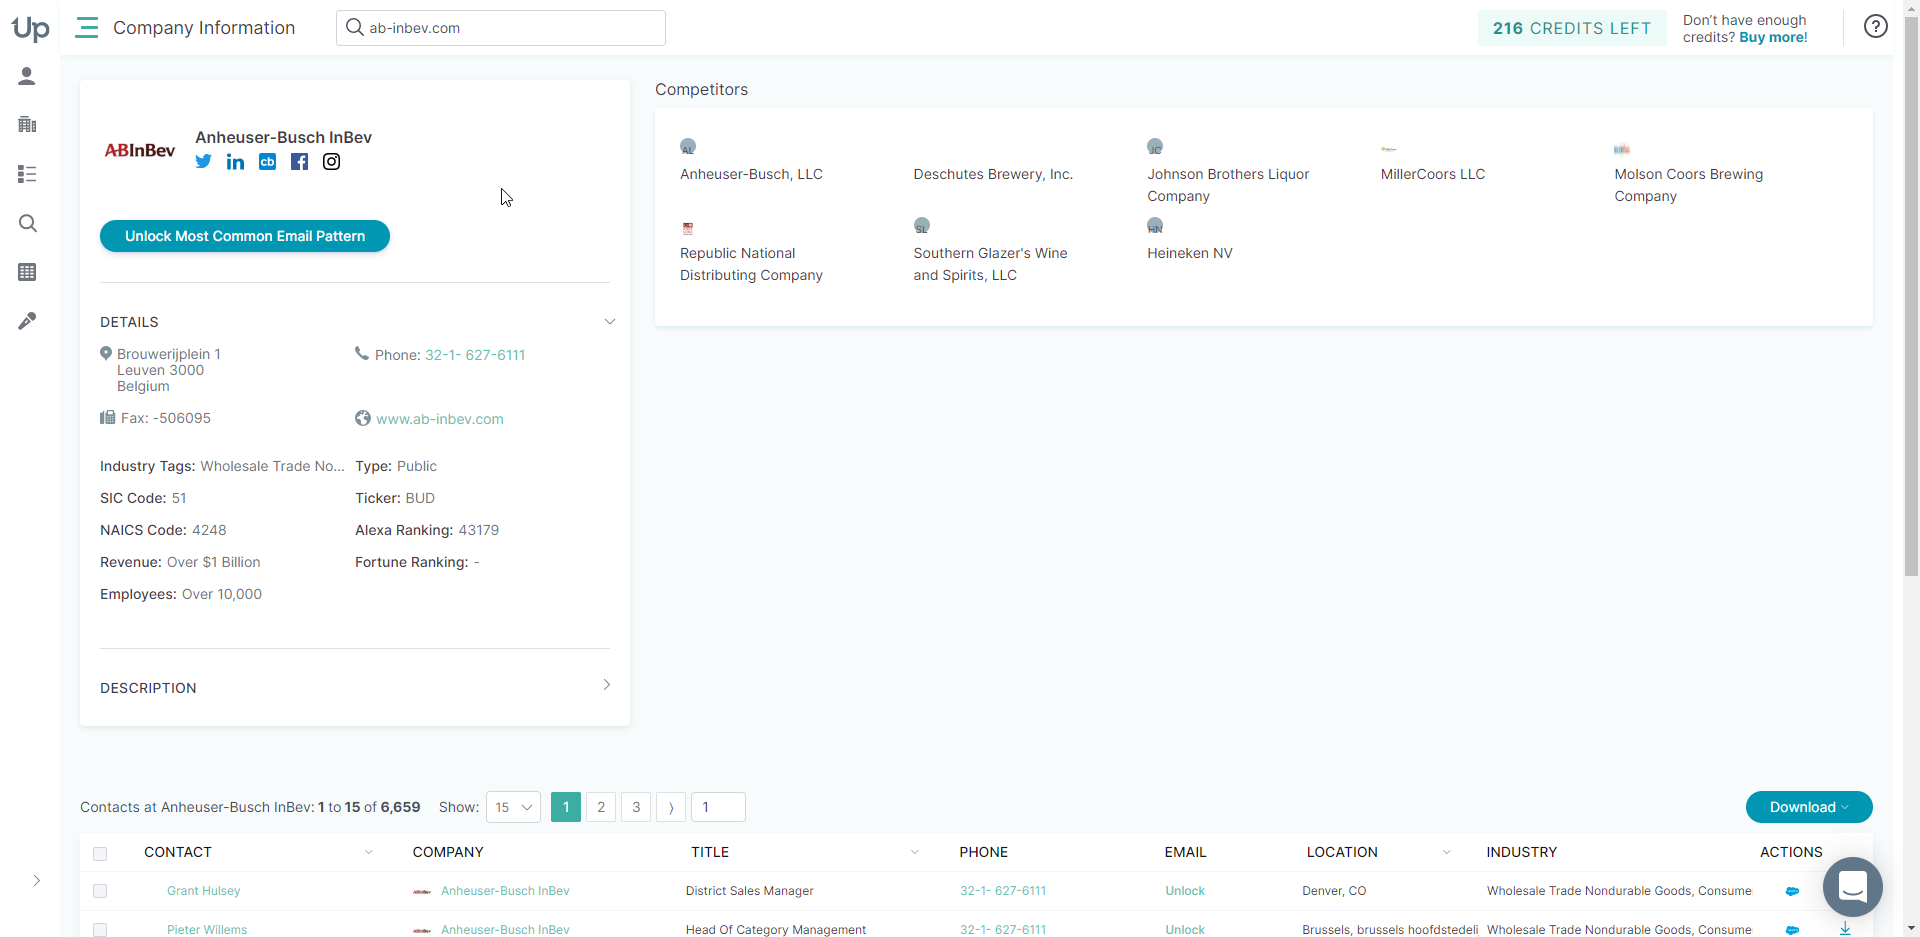 Up
Company Information
ab-inbev.com
216 CREDITS LEFT
Don't have enough
credits? Buy more!
ABInBev
Anheuser-Busch InBev
cb
Unlock Most Common Email Pattern
DETAILS
Brouwerijplein 1
Leuven 3000
Belgium
Phone: 32-1- 627-6111
Fax: -506095
www.ab-inbev.com
Industry Tags: Wholesale Trade No...
Type: Public
SIC Code: 51
Ticker: BUD
NAICS Code: 4248
Alexa Ranking: 43179
Revenue: Over $1 Billion
Fortune Ranking: -
Employees: Over 10,000
DESCRIPTION
Competitors
AL
Anheuser-Busch, LLC
Deschutes Brewery, Inc.
JC
Johnson Brothers Liquor
Company
MillerCoors LLC
Molson Coors Brewing
Company
Republic National
Distributing Company
SL
Southern Glazer's Wine
and Spirits, LLC
HN
Heineken NV
Contacts at Anheuser-Busch InBev: 1 to 15 of 6,659
Show: 15
1 2 3 ⟩ 1
Download
CONTACT COMPANY TITLE PHONE EMAIL LOCATION INDUSTRY ACTIONS
Grant Hulsey ABInBev Anheuser-Busch InBev District Sales Manager 32-1- 627-6111 Unlock Denver, CO Wholesale Trade Nondurable Goods, Consume
Pieter Willems ABInBev Anheuser-Busch InBev Head Of Category Management 32-1- 627-6111 Unlock Brussels, brussels hoofdstedeli Wholesale Trade Nondurable Goods, Consume